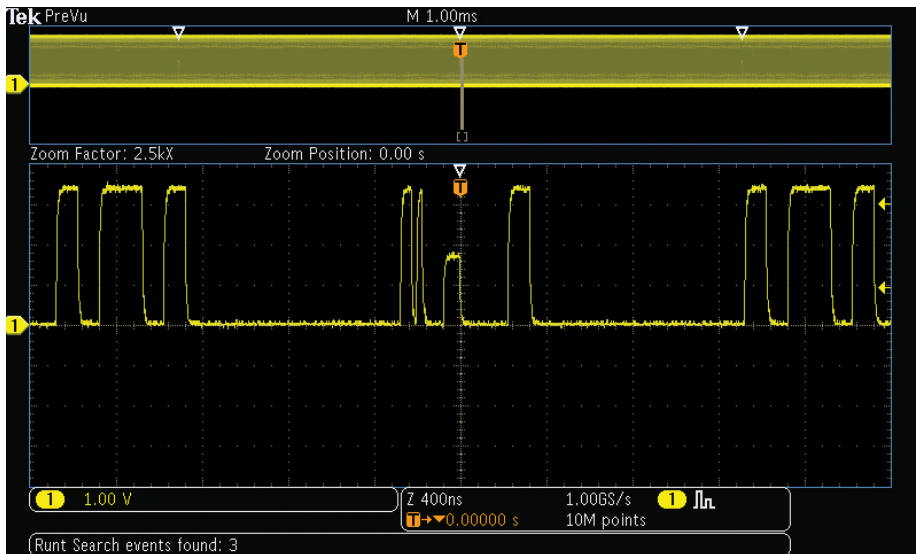 Tek PreVu M 1.00ms
T
1
Zoom Factor: 2.5kX Zoom Position: 0.00 s
T
1
1 1.00 V
Z 400ns 1.00GS/s 1
T→▼0.00000 s 10M points
Runt Search events found: 3